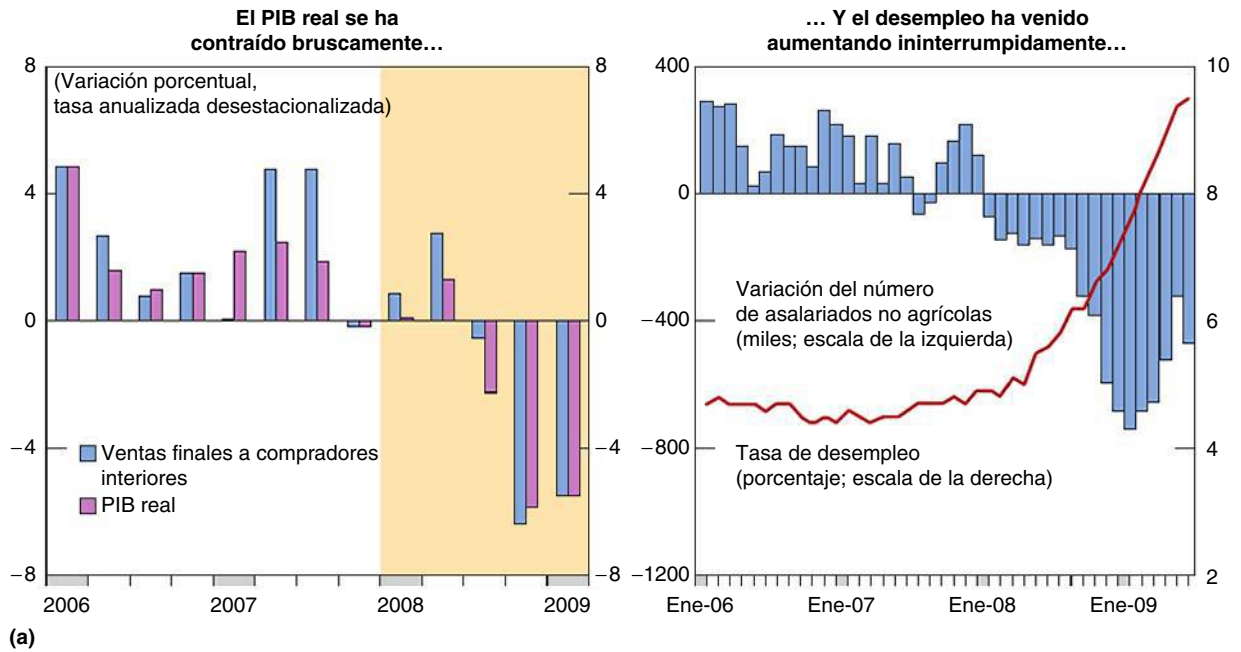 El PIB real se ha
contraído bruscamente…
8
4
0
−4
−8
(Variación porcentual,
tasa anualizada desestacionalizada)
Ventas finales a compradores
interiores
PIB real
8
4
0
−4
−8
2006
2007
2008
2009
… Y el desempleo ha venido
aumentando ininterrumpidamente…
400
0
−400
−800
−1200
Variación del número
de asalariados no agrícolas
(miles; escala de la izquierda)
Tasa de desempleo
(porcentaje; escala de la derecha)
10
8
6
4
2
Ene-06
Ene-07
Ene-08
Ene-09
(a)